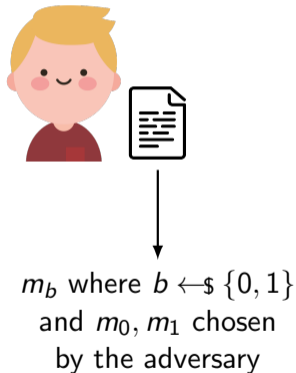 m_b where b ←$ {0, 1}
and m_0, m_1 chosen
by the adversary